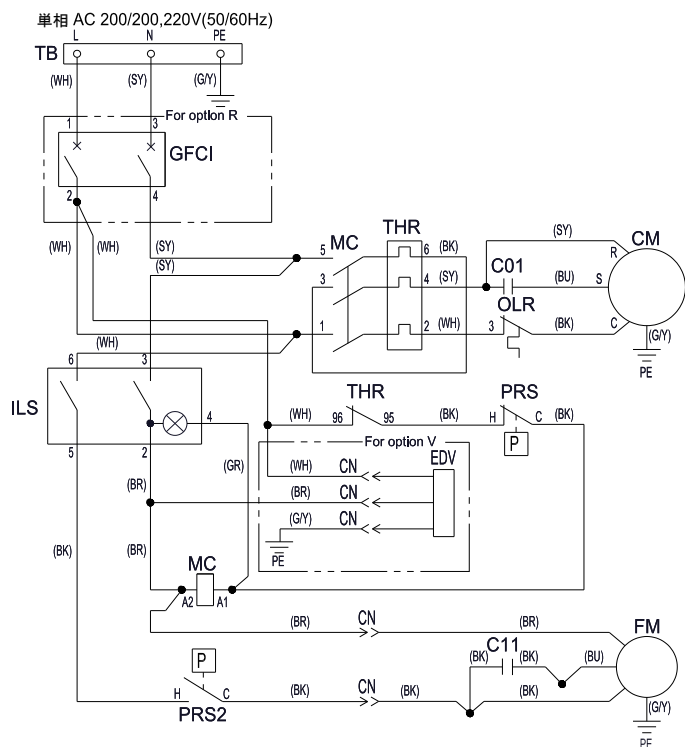 単相 AC 200/200,220V(50/60Hz)
L N PE
TB
(WH) (SY) (G/Y)
For option R
1 3
GFCI
2 4
(WH) (WH) (SY)
(SY)
MC THR
5 6 (BK) (SY) R CM
3 4 (SY) C01 (BU) S
OLR
1 2 (WH) 3 (BK) C
(G/Y)
PE
(WH)
6 3
ILS
4
5 2
(GR)
THR PRS
(WH) 96 95 (BK) H C (BK)
P
For option V
EDV
(WH) CN
(BR) CN
(G/Y) CN
PE
(BR)
(BK) (BR)
MC
A2 A1
(BR) CN (BR) FM
C11
(BK) (BK) (BU)
P
H C (BK) CN (BK) (BK)
PRS2
(G/Y)
PE